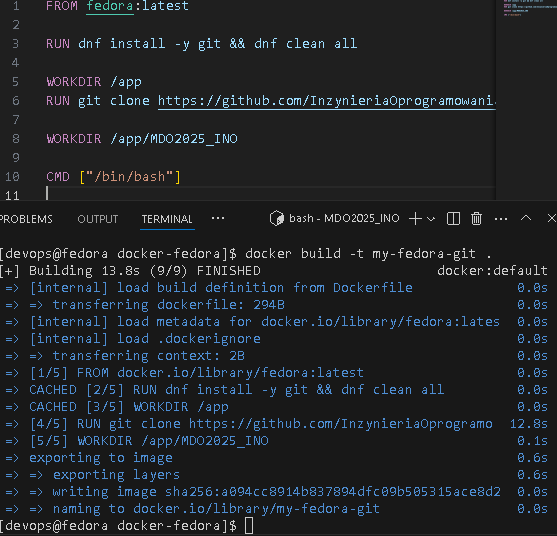 1 FROM fedora:latest
2
3 RUN dnf install -y git && dnf clean all
4
5 WORKDIR /app
6 RUN git clone https://github.com/InzynieriaOprogramowani
7
8 WORKDIR /app/MDO2025_INO
9
10 CMD ["/bin/bash"]
11
PROBLEMS OUTPUT TERMINAL ··· bash - MDO2025_INO
[devops@fedora docker-fedora]$ docker build -t my-fedora-git .
[+] Building 13.8s (9/9) FINISHED docker:default
=> [internal] load build definition from Dockerfile 0.0s
=> => transferring dockerfile: 294B 0.0s
=> [internal] load metadata for docker.io/library/fedora:lates 0.0s
=> [internal] load .dockerignore 0.0s
=> => transferring context: 2B 0.0s
=> [1/5] FROM docker.io/library/fedora:latest 0.0s
=> CACHED [2/5] RUN dnf install -y git && dnf clean all 0.0s
=> CACHED [3/5] WORKDIR /app 0.0s
=> [4/5] RUN git clone https://github.com/InzynieriaOprogramo 12.8s
=> [5/5] WORKDIR /app/MDO2025_INO 0.1s
=> exporting to image 0.6s
=> => exporting layers 0.6s
=> => writing image sha256:a094cc8914b837894dfc09b505315ace8d2 0.0s
=> => naming to docker.io/library/my-fedora-git 0.0s
[devops@fedora docker-fedora]$